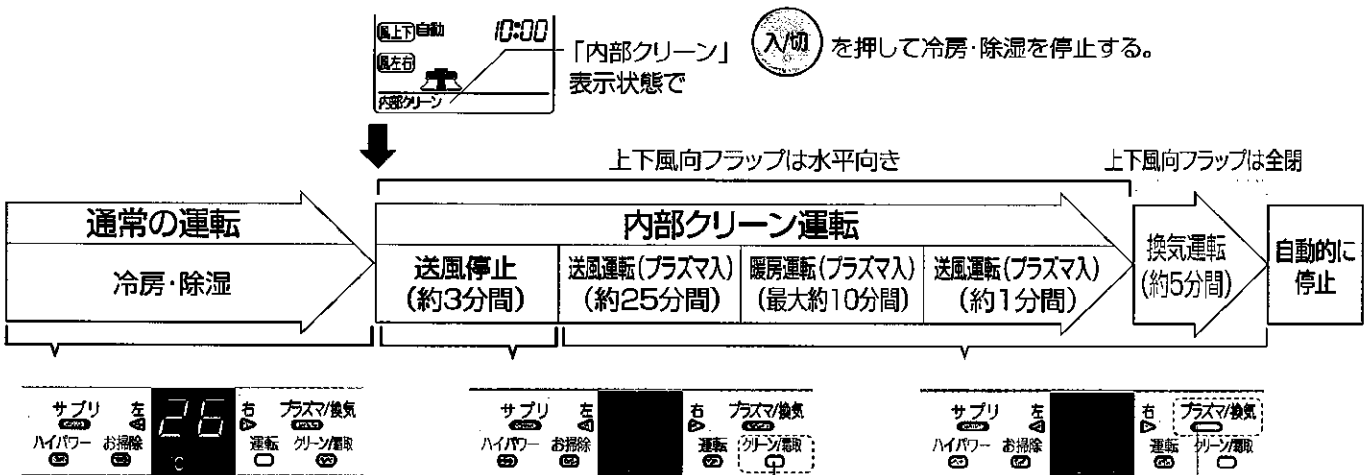 風上下 自動 10:00
風左右
内部クリーン
「内部クリーン」
表示状態で
入/切 を押して冷房・除湿を停止する。
上下風向フラップは水平向き
上下風向フラップは全閉
通常の運転
冷房・除湿
内部クリーン運転
送風停止
(約3分間)
送風運転(プラズマ入)
(約25分間)
暖房運転(プラズマ入)
(最大約10分間)
送風運転(プラズマ入)
(約1分間)
換気運転
(約5分間)
自動的に
停止
サプリ 左 26 右 プラズマ/換気
ハイパワー お掃除 ℃ 運転 クリーン/霜取
サプリ 左 右 プラズマ/換気
ハイパワー お掃除 運転 クリーン/霜取
サプリ 左 右 プラズマ/換気
ハイパワー お掃除 運転 クリーン/霜取